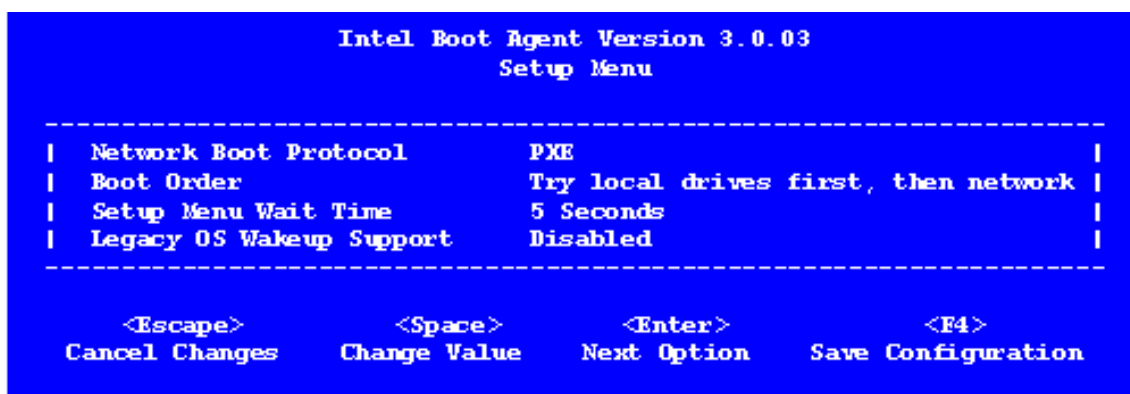 Intel Boot Agent Version 3.0.03
Setup Menu
Network Boot Protocol PXE
Boot Order Try local drives first, then network
Setup Menu Wait Time 5 Seconds
Legacy OS Wakeup Support Disabled
<Escape> <Space> <Enter> <F4>
Cancel Changes Change Value Next Option Save Configuration